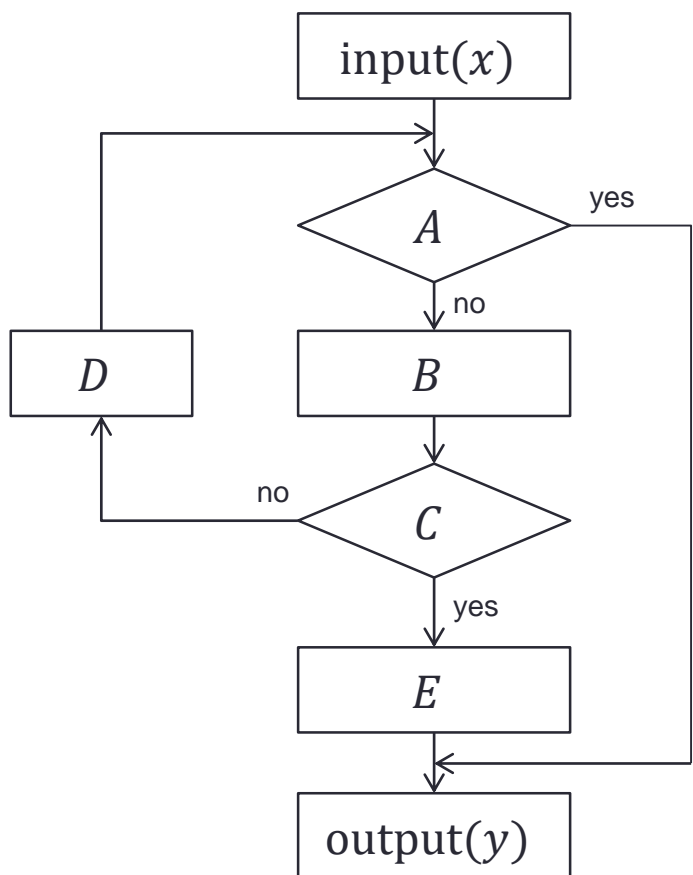 input(x)
A
yes
no
D
B
no
C
yes
E
output(y)